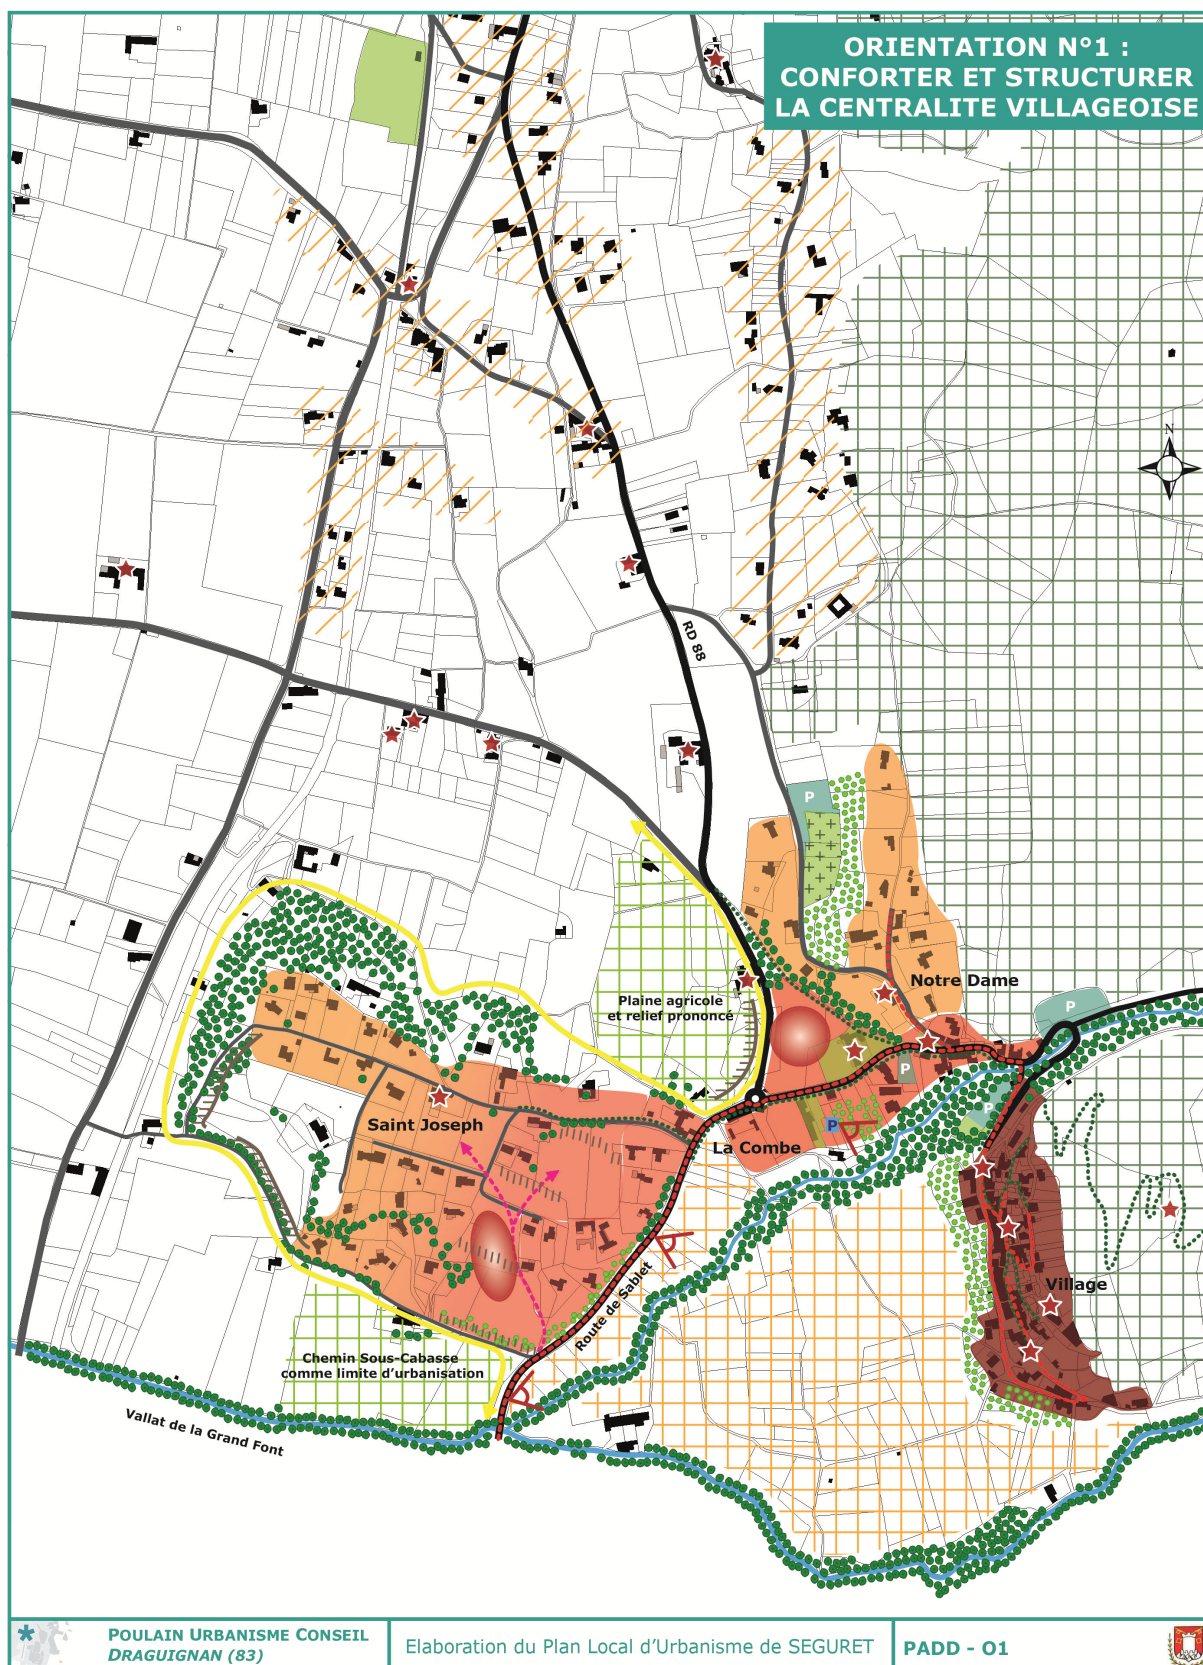 ORIENTATION N°1 :
CONFORTER ET STRUCTURER
LA CENTRALITE VILLAGEOISE
N
RD 88
P
Notre Dame
Plaine agricole
et relief prononcé
P
P
P
Saint Joseph
P
La Combe
Village
Route de Sablet
Chemin Sous-Cabasse
comme limite d'urbanisation
Vallat de la Grand Font
POULAIN URBANISME CONSEIL
DRAGUIGNAN (83)
Elaboration du Plan Local d'Urbanisme de SEGURET
PADD - O1